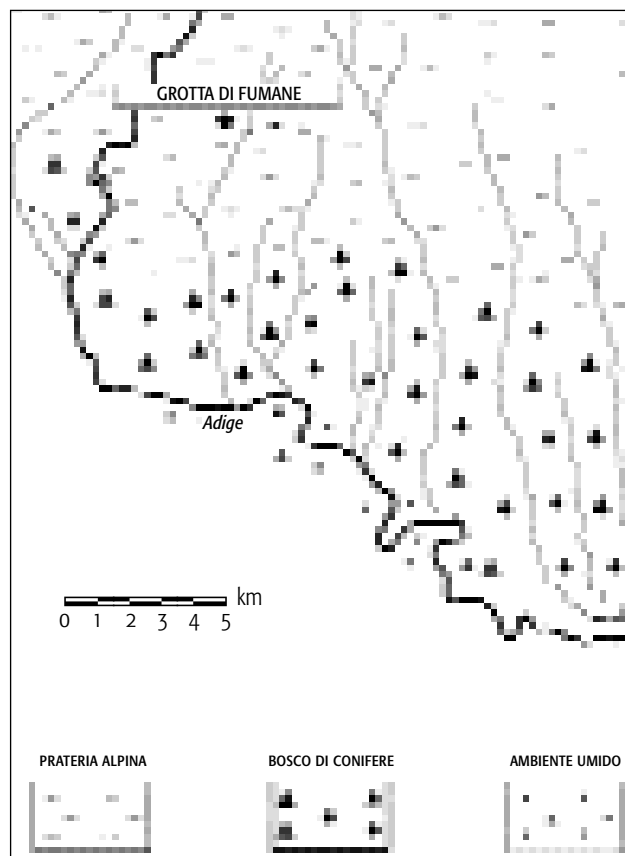 GROTTA DI FUMANE
Adige
km
0 1 2 3 4 5
PRATERIA ALPINA BOSCO DI CONIFERE AMBIENTE UMIDO